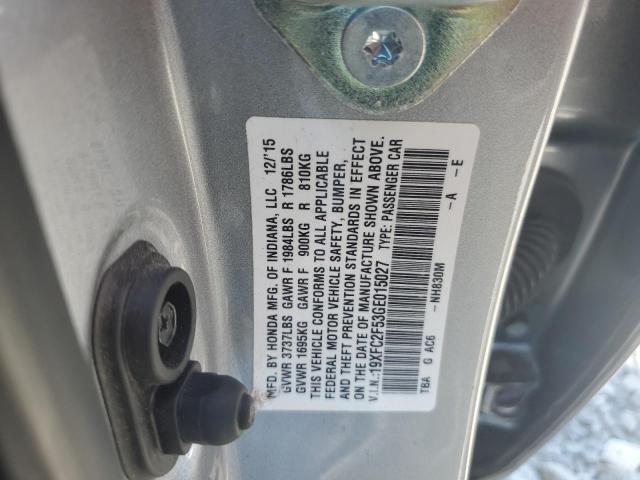 MFD. BY HONDA MFG. OF INDIANA, LLC 12/'15
GVWR 3737LBS GAWR F 1984LBS R 1786LBS
GVWR 1695KG GAWR F 900KG R 810KG
THIS VEHICLE CONFORMS TO ALL APPLICABLE
FEDERAL MOTOR VEHICLE SAFETY, BUMPER,
AND THEFT PREVENTION STANDARDS IN EFFECT
ON THE DATE OF MANUFACTURE SHOWN ABOVE.
V.I.N.:19XFC2F53GE015027 TYPE: PASSENGER CAR
TBA G AC6 -NH830M -A -E